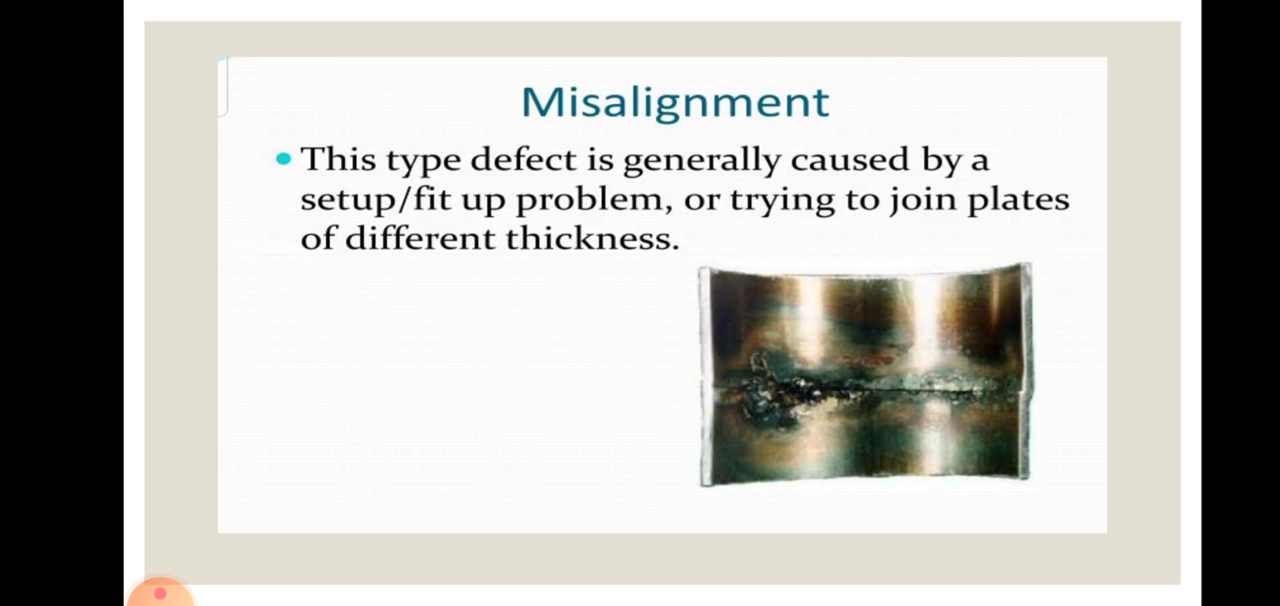 Misalignment
• This type defect is generally caused by a
setup/fit up problem, or trying to join plates
of different thickness.